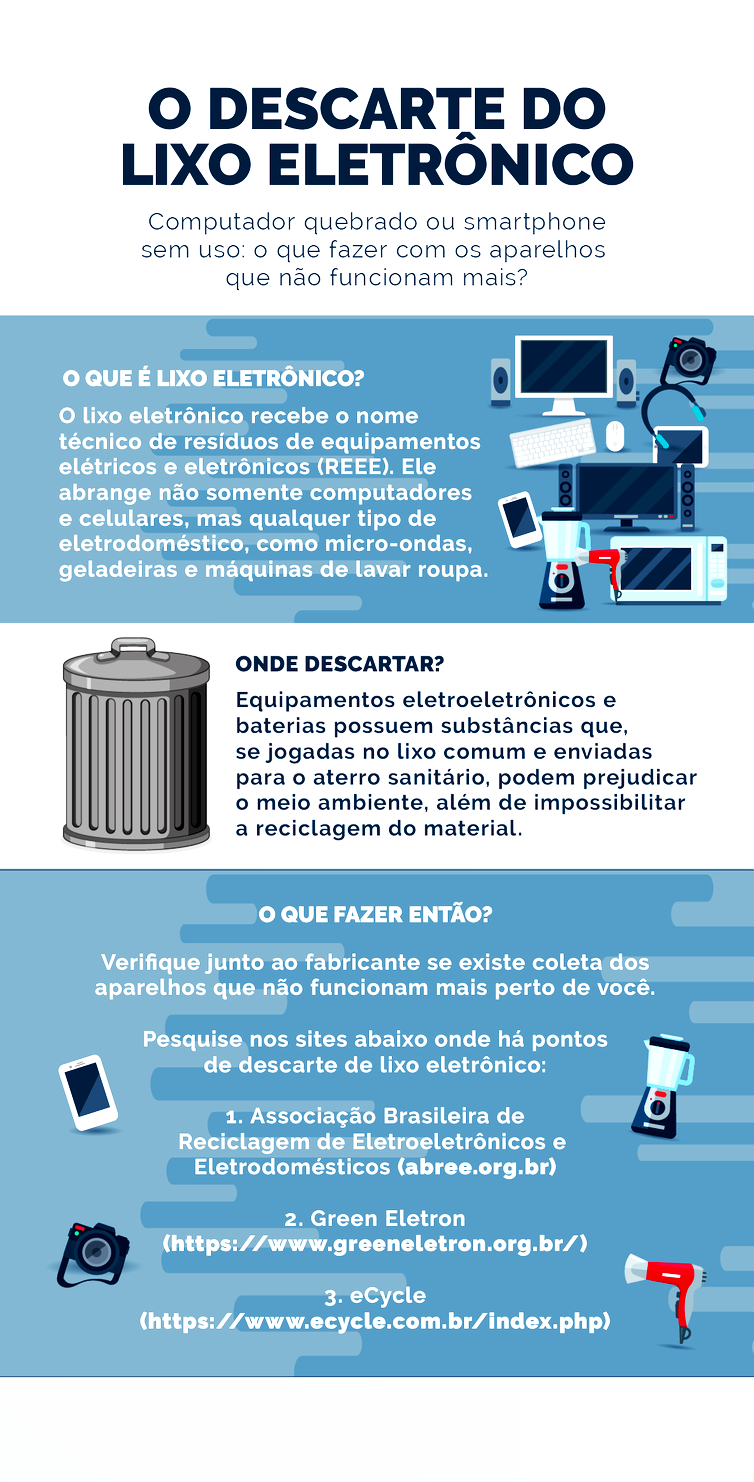 O DESCARTE DO
LIXO ELETRÔNICO
Computador quebrado ou smartphone
sem uso: o que fazer com os aparelhos
que não funcionam mais?
O QUE É LIXO ELETRÔNICO?
O lixo eletrônico recebe o nome
técnico de resíduos de equipamentos
elétricos e eletrônicos (REEE). Ele
abrange não somente computadores
e celulares, mas qualquer tipo de
eletrodoméstico, como micro-ondas,
geladeiras e máquinas de lavar roupa.
ONDE DESCARTAR?
Equipamentos eletroeletrônicos e
baterias possuem substâncias que,
se jogadas no lixo comum e enviadas
para o aterro sanitário, podem prejudicar
o meio ambiente, além de impossibilitar
a reciclagem do material.
O QUE FAZER ENTÃO?
Verifique junto ao fabricante se existe coleta dos
aparelhos que não funcionam mais perto de você.
Pesquise nos sites abaixo onde há pontos
de descarte de lixo eletrônico:
1. Associação Brasileira de
Reciclagem de Eletroeletrônicos e
Eletrodomésticos (abree.org.br)
2. Green Eletron
(https://www.greeneletron.org.br/)
3. eCycle
(https://www.ecycle.com.br/index.php)